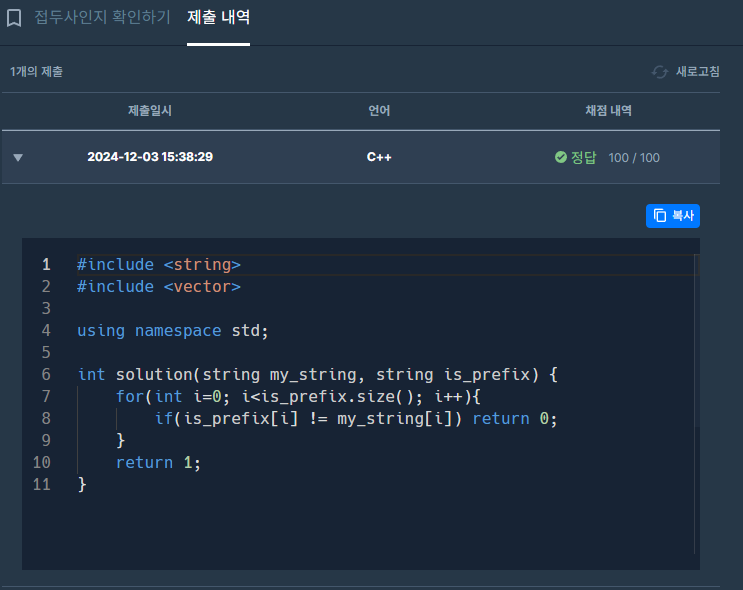 접두사인지 확인하기 제출 내역
1개의 제출 새로고침
제출일시 언어 채점 내역
2024-12-03 15:38:29 C++ 정답 100 / 100
복사
1 #include <string>
2 #include <vector>
3
4 using namespace std;
5
6 int solution(string my_string, string is_prefix) {
7     for(int i=0; i<is_prefix.size(); i++){
8         if(is_prefix[i] != my_string[i]) return 0;
9     }
10     return 1;
11 }